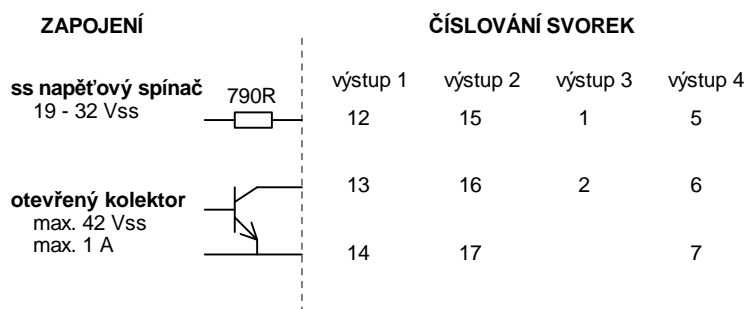 ZAPOJENÍ ČÍSLOVÁNÍ SVOREK
výstup 1 výstup 2 výstup 3 výstup 4
ss napěťový spínač 790R
19 - 32 Vss 12 15 1 5
13 16 2 6
otevřený kolektor
max. 42 Vss
max. 1 A 14 17 7